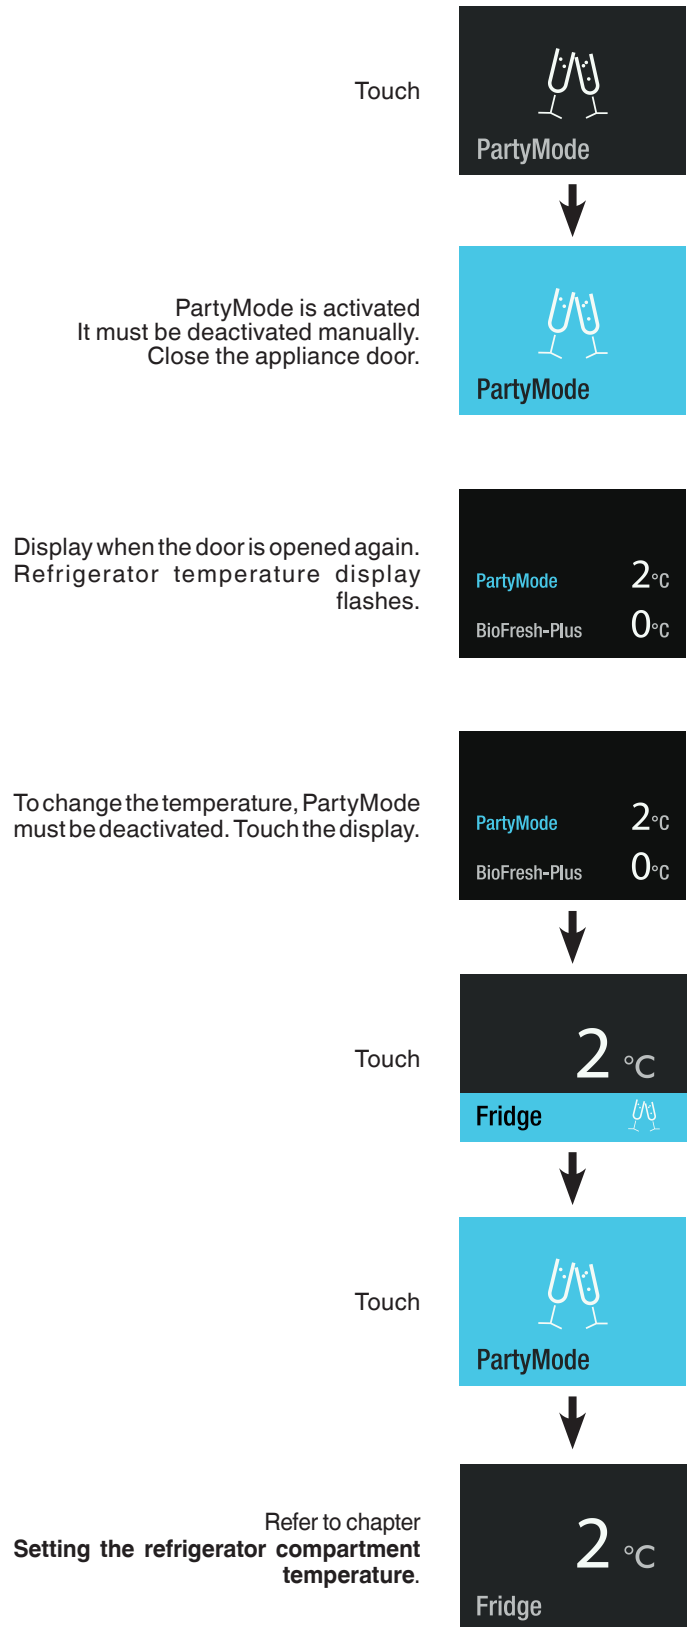 Touch
PartyMode
PartyMode is activated
It must be deactivated manually.
Close the appliance door.
PartyMode
Display when the door is opened again.
Refrigerator temperature display
flashes.
PartyMode 2°C
BioFresh-Plus 0°C
To change the temperature, PartyMode
must be deactivated. Touch the display.
PartyMode 2°C
BioFresh-Plus 0°C
Touch
2 °C
Fridge
Touch
PartyMode
Refer to chapter
Setting the refrigerator compartment
temperature.
2 °C
Fridge